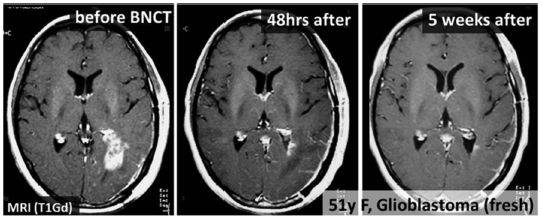 before BNCT
48hrs after
5 weeks after
+C
MRI (T1Gd)
51y F, Glioblastoma (fresh)